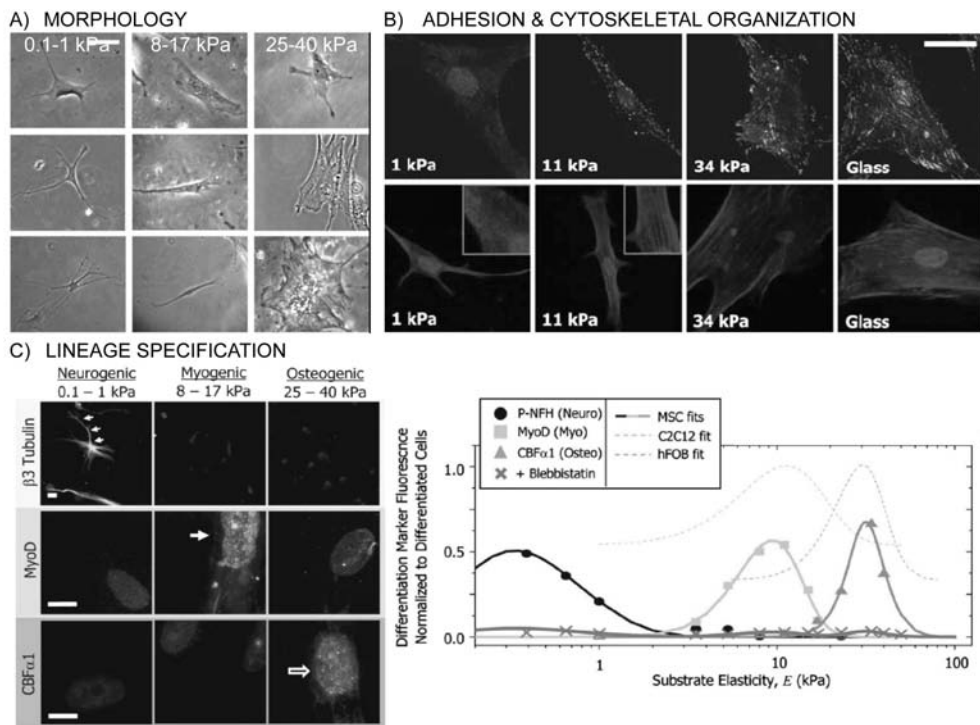 A) MORPHOLOGY
0.1-1 kPa
8-17 kPa
25-40 kPa
B) ADHESION & CYTOSKELETAL ORGANIZATION
1 kPa
11 kPa
34 kPa
Glass
1 kPa
11 kPa
34 kPa
Glass
C) LINEAGE SPECIFICATION
Neurogenic
0.1 – 1 kPa
Myogenic
8 – 17 kPa
Osteogenic
25 – 40 kPa
β3 Tubulin
MyoD
CBFα1
P-NFH (Neuro)
MyoD (Myo)
CBFα1 (Osteo)
+ Blebbistatin
MSC fits
C2C12 fit
hFOB fit
Differentiation Marker Fluorescnce
Normalized to Differentiated Cells
1.0
0.5
0.0
1
10
100
Substrate Elasticity, E (kPa)